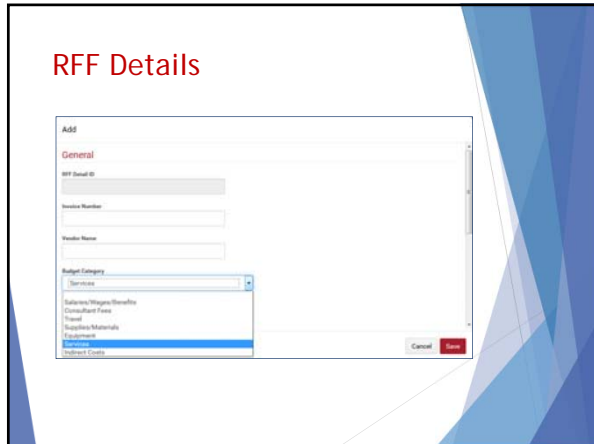 RFF Details
Add
General
RFF Detail ID
Invoice Number
Vendor Name
Budget Category
Services
Salaries/Wages/Benefits
Consultant Fees
Travel
Supplies/Materials
Equipment
Services
Indirect Costs
Cancel
Save